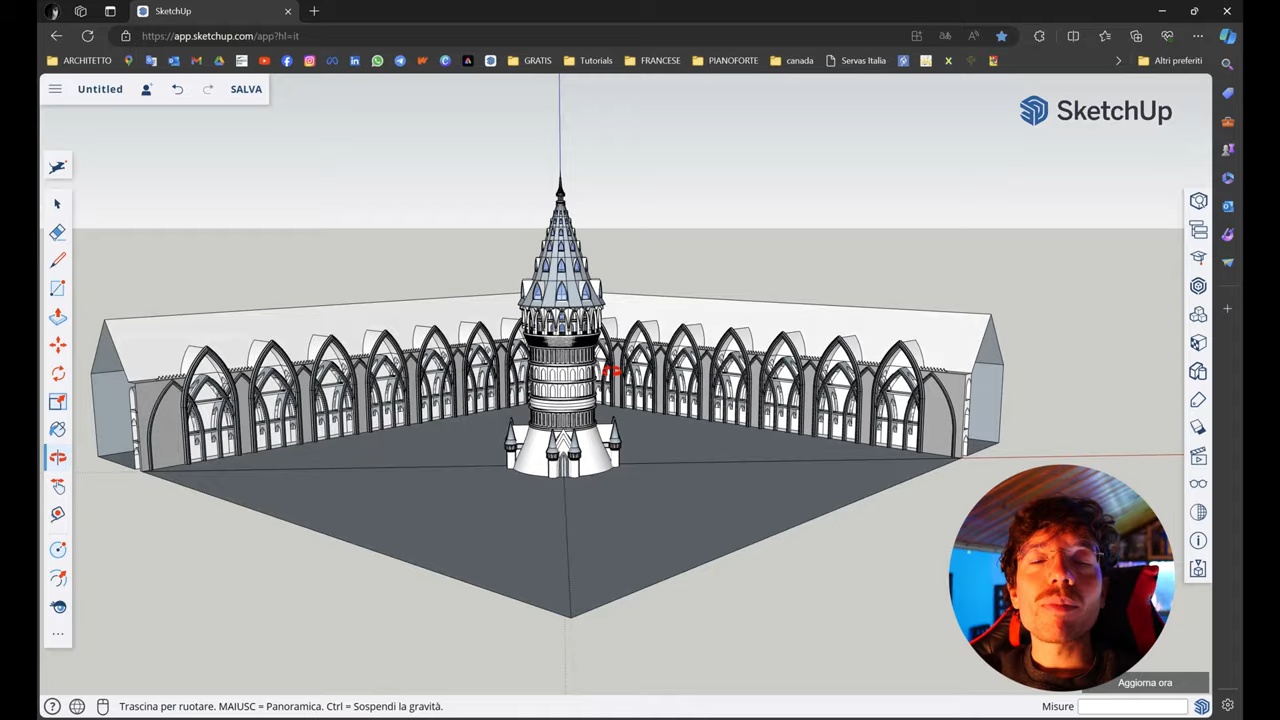 SketchUp
https://app.sketchup.com/app?hl=it
ARCHITETTO
GRATIS
Tutorials
FRANCESE
PIANOFORTE
canada
Servas Italia
Altri preferiti
Untitled
SALVA
SketchUp
Aggiorna ora
Trascina per ruotare. MAIUSC = Panoramica. Ctrl = Sospendi la gravità.
Misure